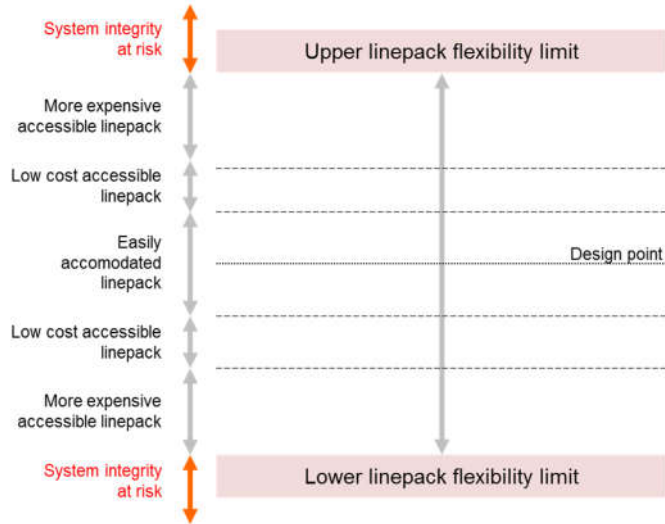 System integrity
at risk
Upper linepack flexibility limit
More expensive
accessible linepack
Low cost accessible
linepack
Easily
accomodated
linepack
Design point
Low cost accessible
linepack
More expensive
accessible linepack
System integrity
at risk
Lower linepack flexibility limit